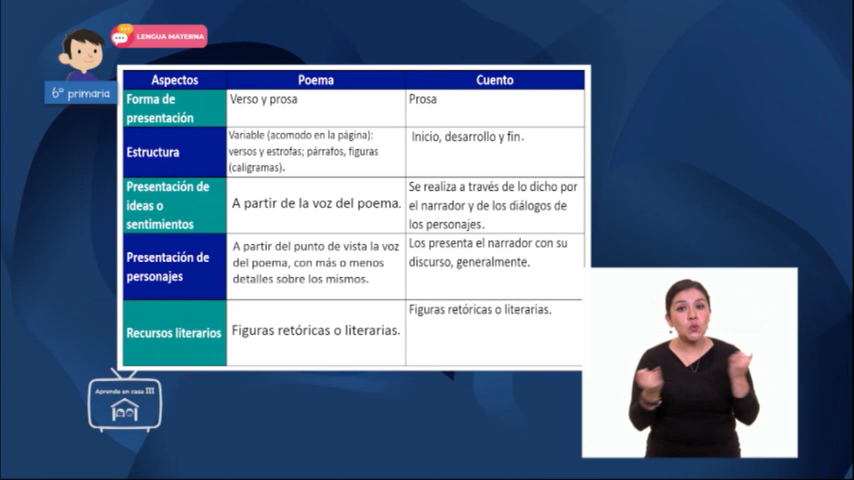 LENGUA MATERNA
6° primaria
Aspectos
Poema
Cuento
Forma de
presentación
Verso y prosa
Prosa
Estructura
Variable (acomodo en la página):
versos y estrofas; párrafos, figuras
(caligramas).
Inicio, desarrollo y fin.
Presentación de
ideas o
sentimientos
A partir de la voz del poema.
Se realiza a través de lo dicho por
el narrador y de los diálogos de
los personajes.
Presentación de
personajes
A partir del punto de vista la voz
del poema, con más o menos
detalles sobre los mismos.
Los presenta el narrador con su
discurso, generalmente.
Recursos literarios
Figuras retóricas o literarias.
Figuras retóricas o literarias.
Aprende en casa III